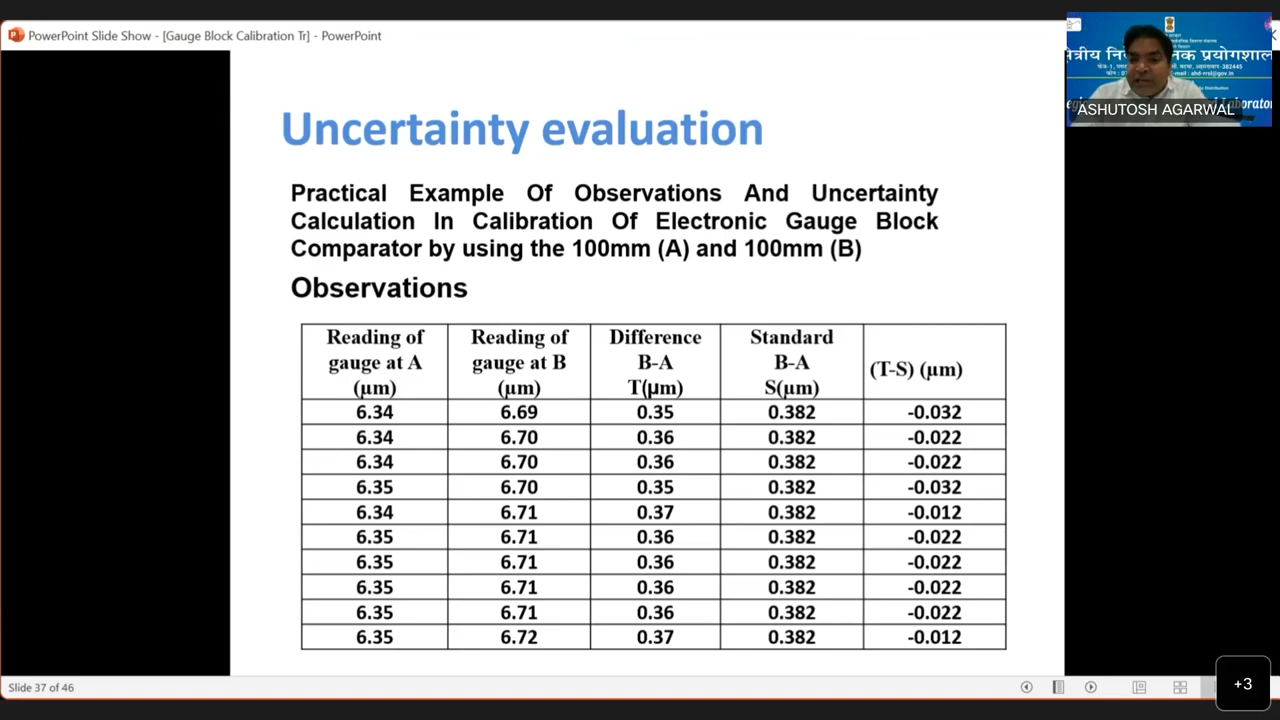 PowerPoint Slide Show - [Gauge Block Calibration Tr] - PowerPoint
ASHUTOSH AGARWAL
Uncertainty evaluation
Practical Example Of Observations And Uncertainty
Calculation In Calibration Of Electronic Gauge Block
Comparator by using the 100mm (A) and 100mm (B)
Observations
Reading of gauge at A (µm) Reading of gauge at B (µm) Difference B-A T(µm) Standard B-A S(µm) (T-S) (µm)
6.34 6.69 0.35 0.382 -0.032
6.34 6.70 0.36 0.382 -0.022
6.34 6.70 0.36 0.382 -0.022
6.35 6.70 0.35 0.382 -0.032
6.34 6.71 0.37 0.382 -0.012
6.35 6.71 0.36 0.382 -0.022
6.35 6.71 0.36 0.382 -0.022
6.35 6.71 0.36 0.382 -0.022
6.35 6.71 0.36 0.382 -0.022
6.35 6.72 0.37 0.382 -0.012
Slide 37 of 46
+3